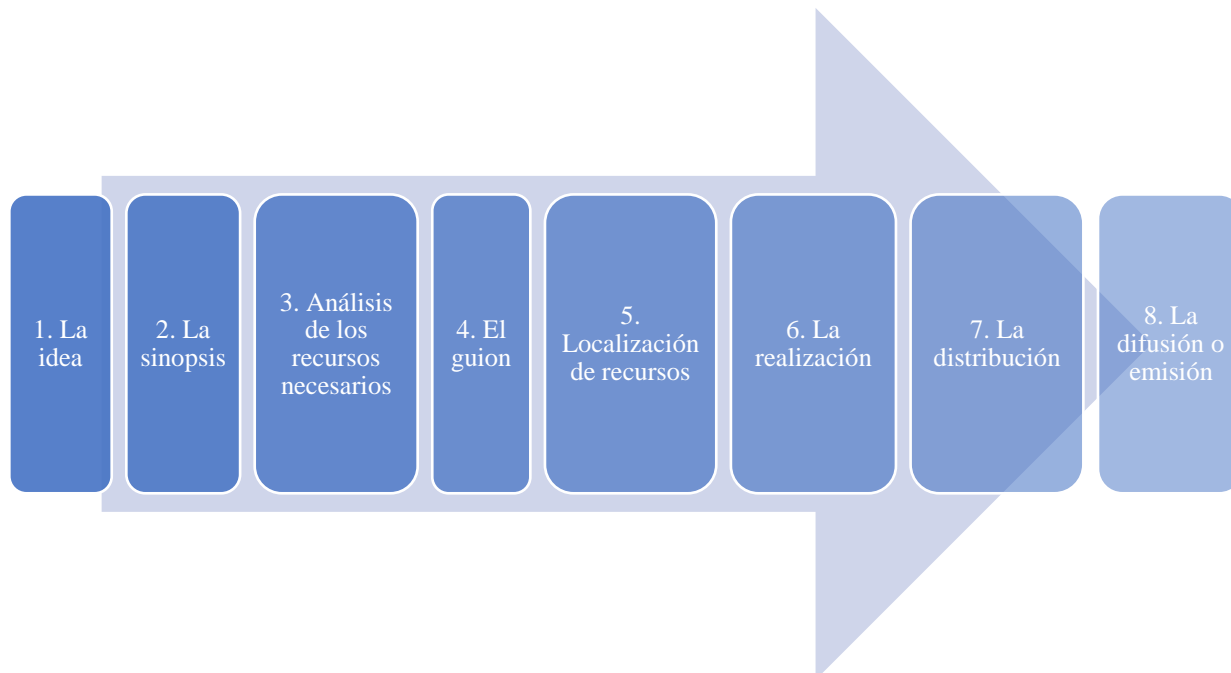 1. La
idea
2. La
sinopsis
3. Análisis
de los
recursos
necesarios
4. El
guion
5.
Localización
de recursos
6. La
realización
7. La
distribución
8. La
difusión o
emisión